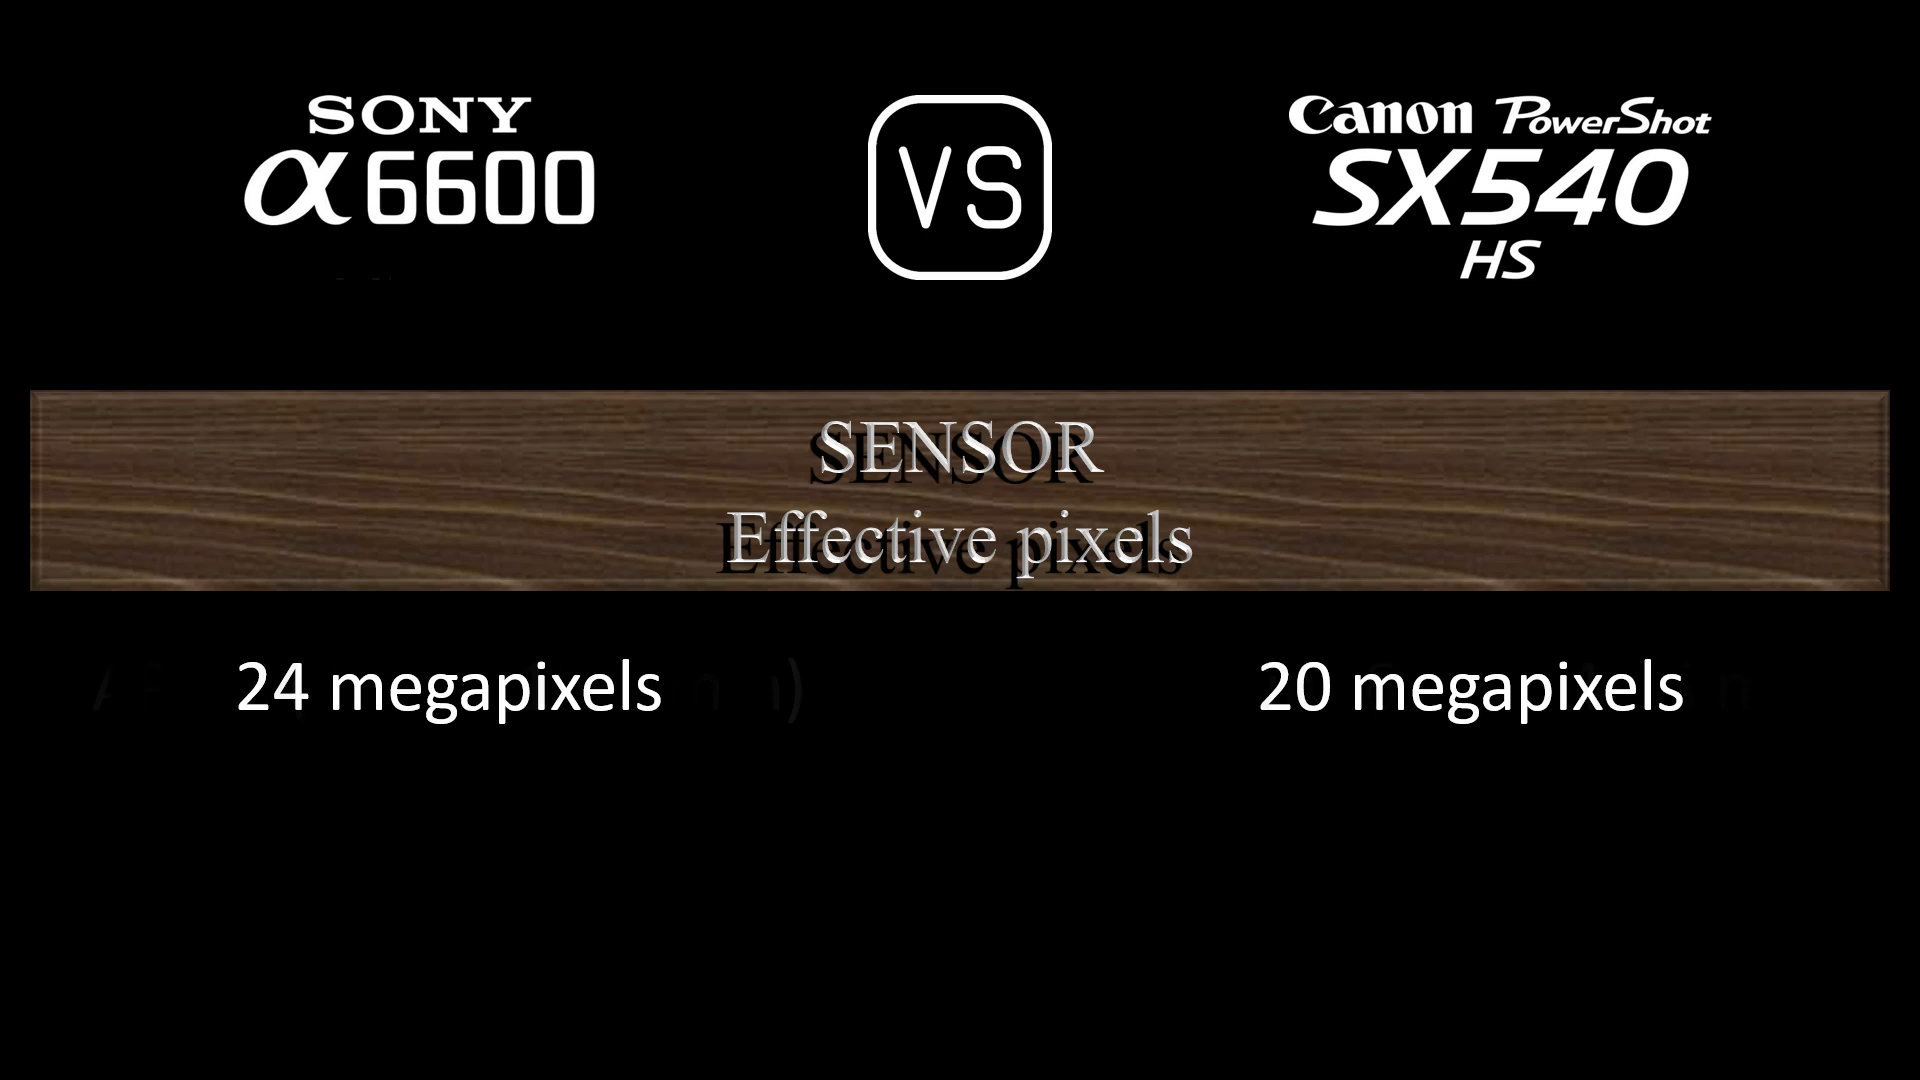 SONY
α6600
VS
Canon PowerShot
SX540
HS
SENSOR
Effective pixels
24 megapixels
20 megapixels